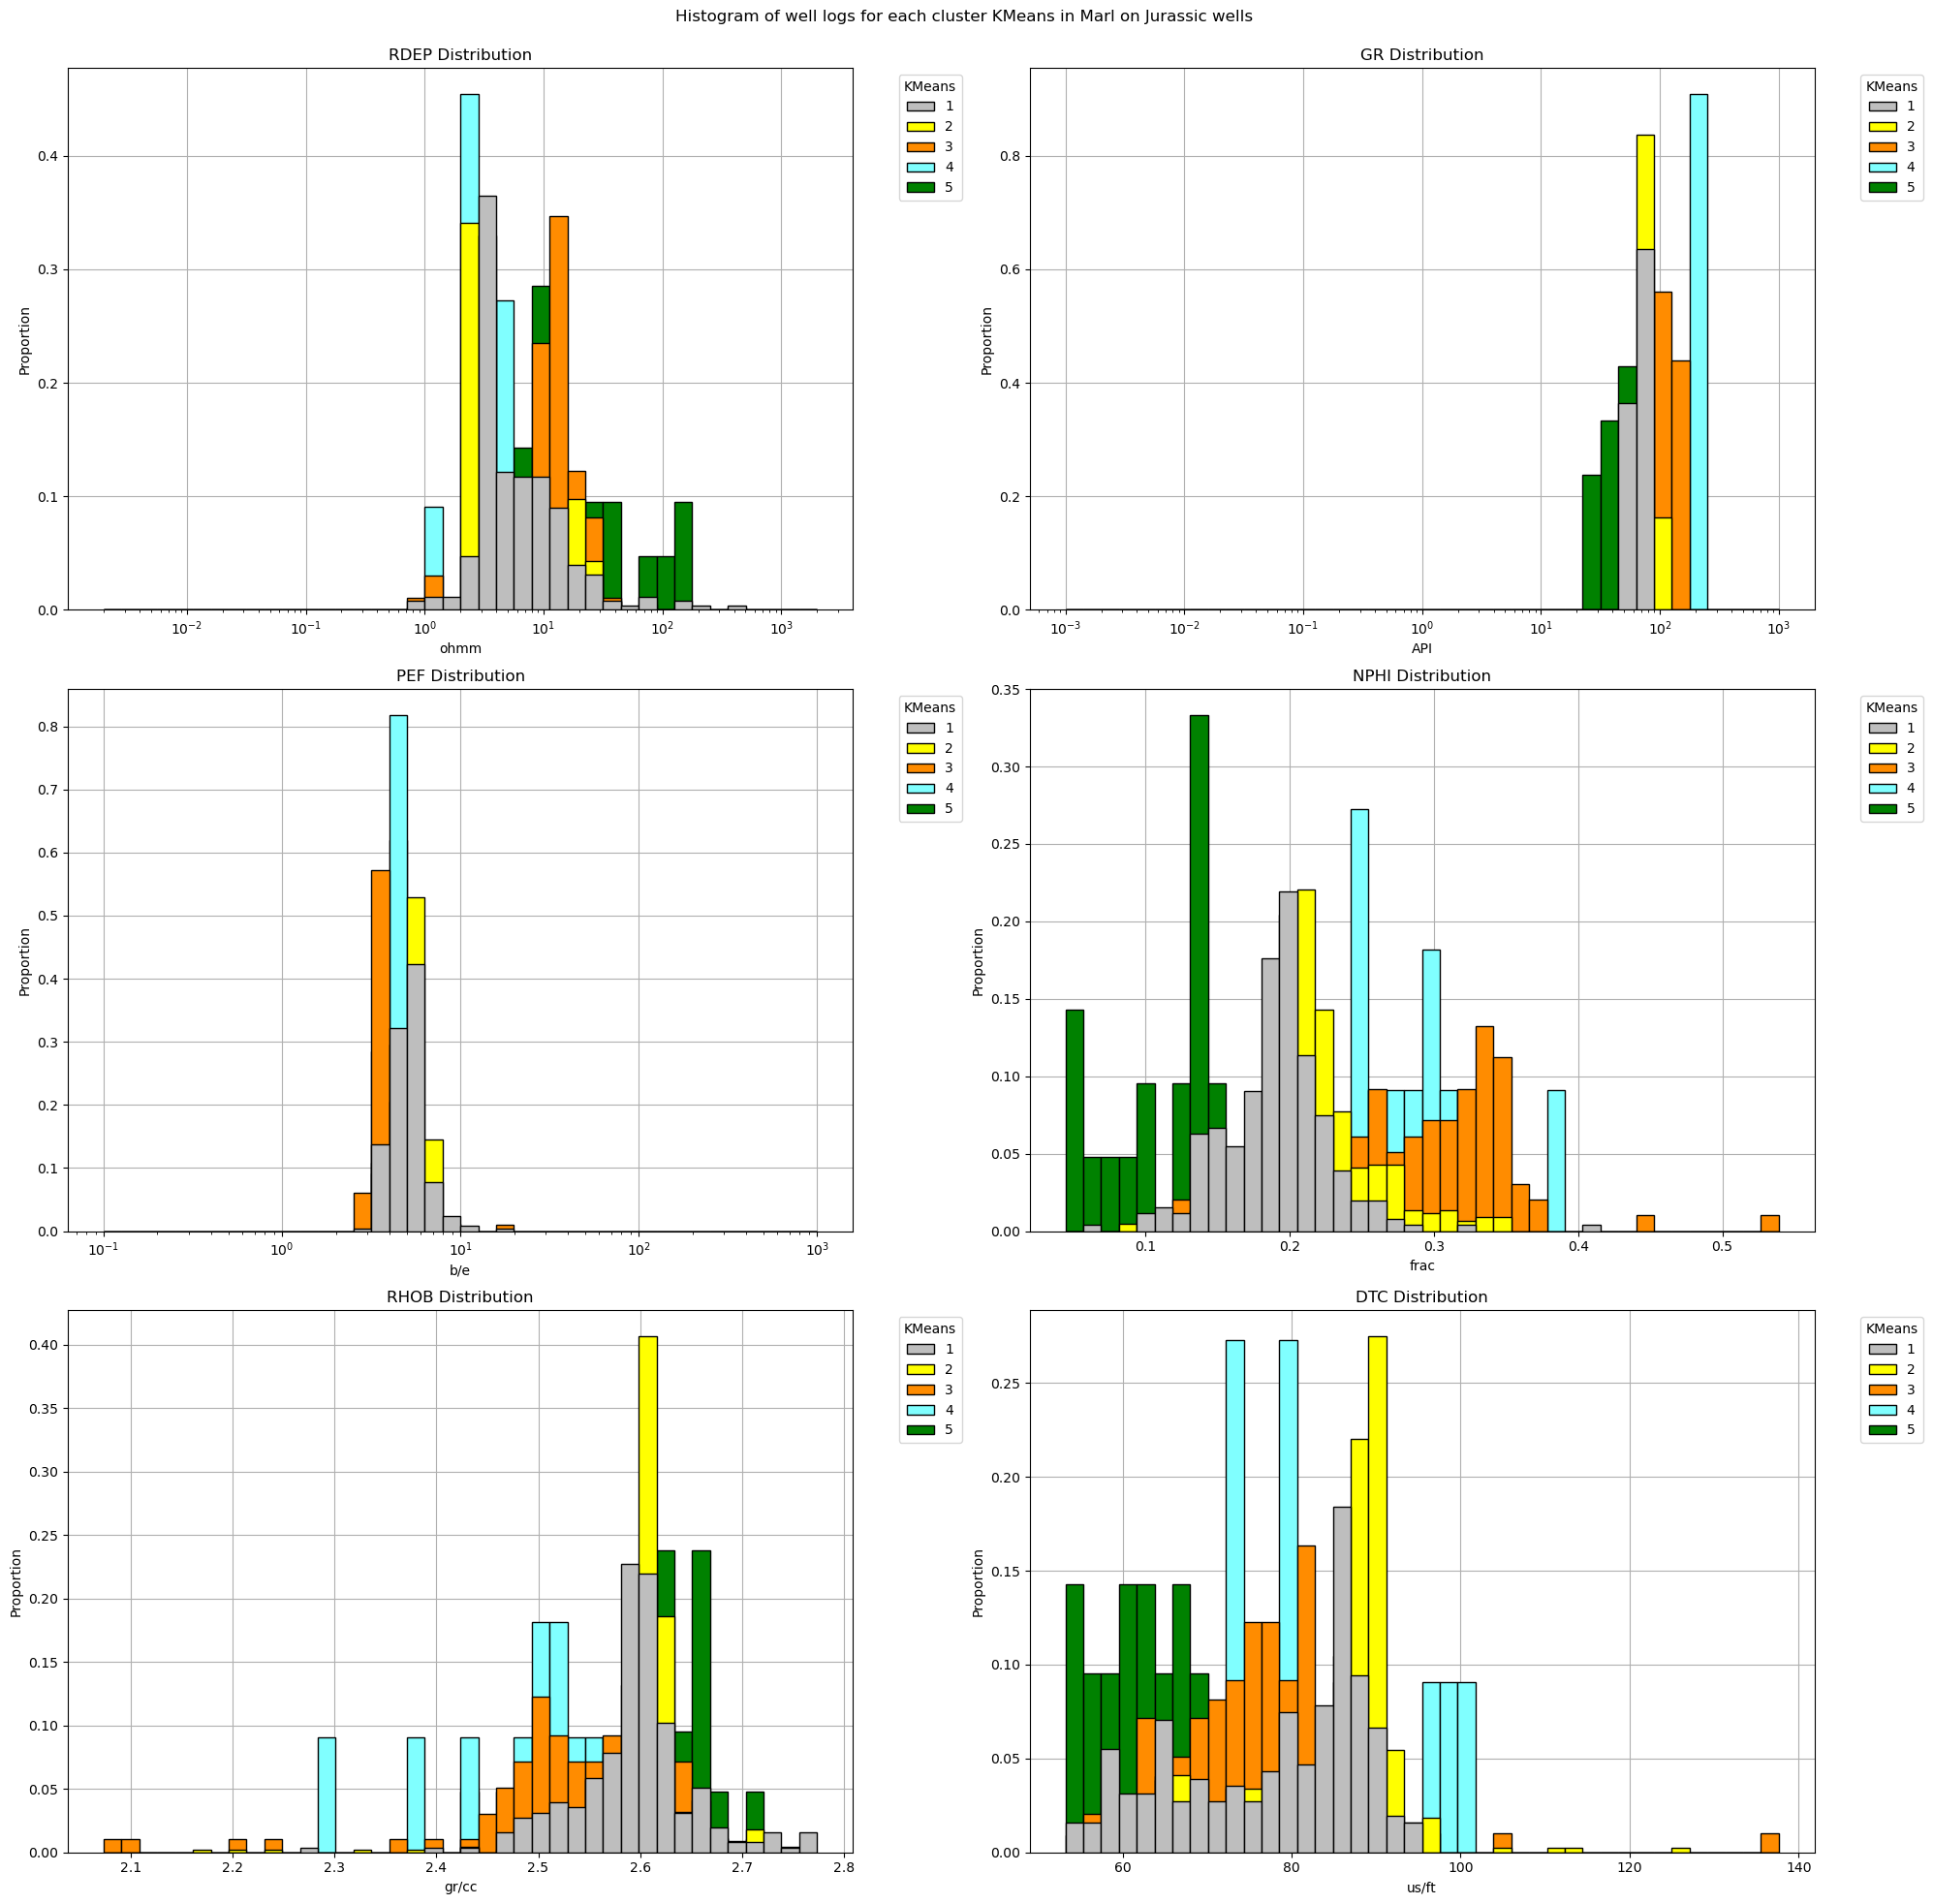 Histogram of well logs for each cluster KMeans in Marl on Jurassic wells
RDEP Distribution
Proportion
0.4
0.3
0.2
0.1
0.0
10⁻² 10⁻¹ 10⁰ 10¹ 10² 10³
ohmm
KMeans
1
2
3
4
5
GR Distribution
Proportion
0.8
0.6
0.4
0.2
0.0
10⁻³ 10⁻² 10⁻¹ 10⁰ 10¹ 10² 10³
API
KMeans
1
2
3
4
5
PEF Distribution
Proportion
0.8
0.7
0.6
0.5
0.4
0.3
0.2
0.1
0.0
10⁻¹ 10⁰ 10¹ 10² 10³
b/e
KMeans
1
2
3
4
5
NPHI Distribution
Proportion
0.35
0.30
0.25
0.20
0.15
0.10
0.05
0.00
0.1 0.2 0.3 0.4 0.5
frac
KMeans
1
2
3
4
5
RHOB Distribution
Proportion
0.40
0.35
0.30
0.25
0.20
0.15
0.10
0.05
0.00
2.1 2.2 2.3 2.4 2.5 2.6 2.7 2.8
gr/cc
KMeans
1
2
3
4
5
DTC Distribution
Proportion
0.25
0.20
0.15
0.10
0.05
0.00
60 80 100 120 140
us/ft
KMeans
1
2
3
4
5